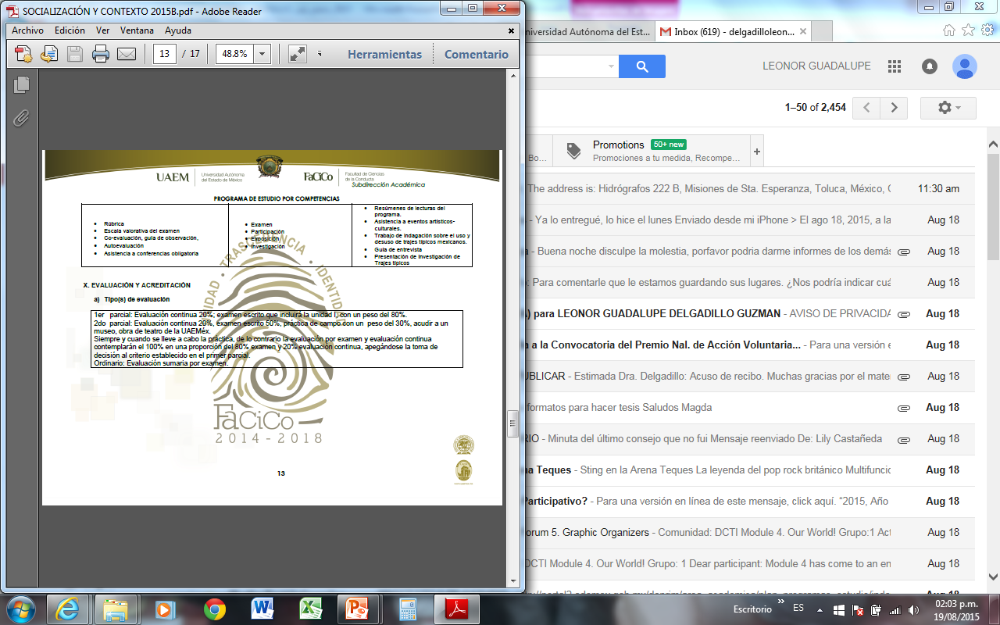 SOCIALIZACIÓN Y CONTEXTO 2015B.pdf - Adobe Reader
Archivo Edición Ver Ventana Ayuda
13 / 17 48.8% Herramientas Comentario
UAEM Universidad Autónoma del Estado de México FaCiCo Facultad de Ciencias de la Conducta
Subdirección Académica
PROGRAMA DE ESTUDIO POR COMPETENCIAS
• Rúbrica
• Escala valorativa del examen
• Co-evaluación, guía de observación,
• Autoevaluación
• Asistencia a conferencias obligatoria
• Examen
• Participación
• Exposición
• Investigación
• Resúmenes de lecturas del
programa.
• Asistencia a eventos artísticos-
culturales.
• Trabajo de indagación sobre el uso y
desuso de trajes típicos mexicanos.
• Guía de entrevista
• Presentación de Investigación de
Trajes típicos
X. EVALUACIÓN Y ACREDITACIÓN
a) Tipo(s) de evaluación
1er parcial: Evaluación continua 20%; examen escrito que incluirá la unidad I, con un peso del 80%.
2do parcial: Evaluación continua 20%, examen escrito 50%, práctica de campo con un peso del 30%, acudir a un
museo, obra de teatro de la UAEMéx.
Siempre y cuando se lleve a cabo la práctica, de lo contrario la evaluación por examen y evaluación continua
contemplarán el 100% en una proporción del 80% examen y 20% evaluación continua, apegándose la toma de
decisión al criterio establecido en el primer parcial.
Ordinario: Evaluación sumaria por examen.
TRASCENDENCIA · IDENTIDAD
FaCiCo
2014-2018
13
niversidad Autónoma del Est... Inbox (619) - delgadilloleon...
LEONOR GUADALUPE
1–50 of 2,454
Bo... Promotions 50+ new
Promociones a tu medida, Recompe...
The address is: Hidrógrafos 222 B, Misiones de Sta. Esperanza, Toluca, México, 11:30 am
- Ya lo entregué, lo hice el lunes Enviado desde mi iPhone > El ago 18, 2015, a la Aug 18
a - Buena noche disculpe la molestia, porfavor podria darme informes de los demás Aug 18
o: Para comentarle que le estamos guardando sus lugares. ¿Nos podría indicar cuá Aug 18
A) para LEONOR GUADALUPE DELGADILLO GUZMAN - AVISO DE PRIVACIDA Aug 18
a a la Convocatoria del Premio Nal. de Acción Voluntaria... - Para una versión e Aug 18
UBLICAR - Estimada Dra. Delgadillo: Acuso de recibo. Muchas gracias por el mate Aug 18
formatos para hacer tesis Saludos Magda Aug 18
RIO - Minuta del último consejo que no fui Mensaje reenviado De: Lily Castañeda Aug 18
na Teques - Sting en la Arena Teques La leyenda del pop rock británico Multifunció Aug 18
Participativo? - Para una versión en línea de este mensaje, click aquí. “2015, Año Aug 18
orum 5. Graphic Organizers - Comunidad: DCTI Module 4. Our World! Grupo:1 Act Aug 18
DCTI Module 4. Our World! Grupo: 1 Dear participant: Module 4 has come to an en Aug 18
Escritorio » ES 02:03 p.m.
19/08/2015